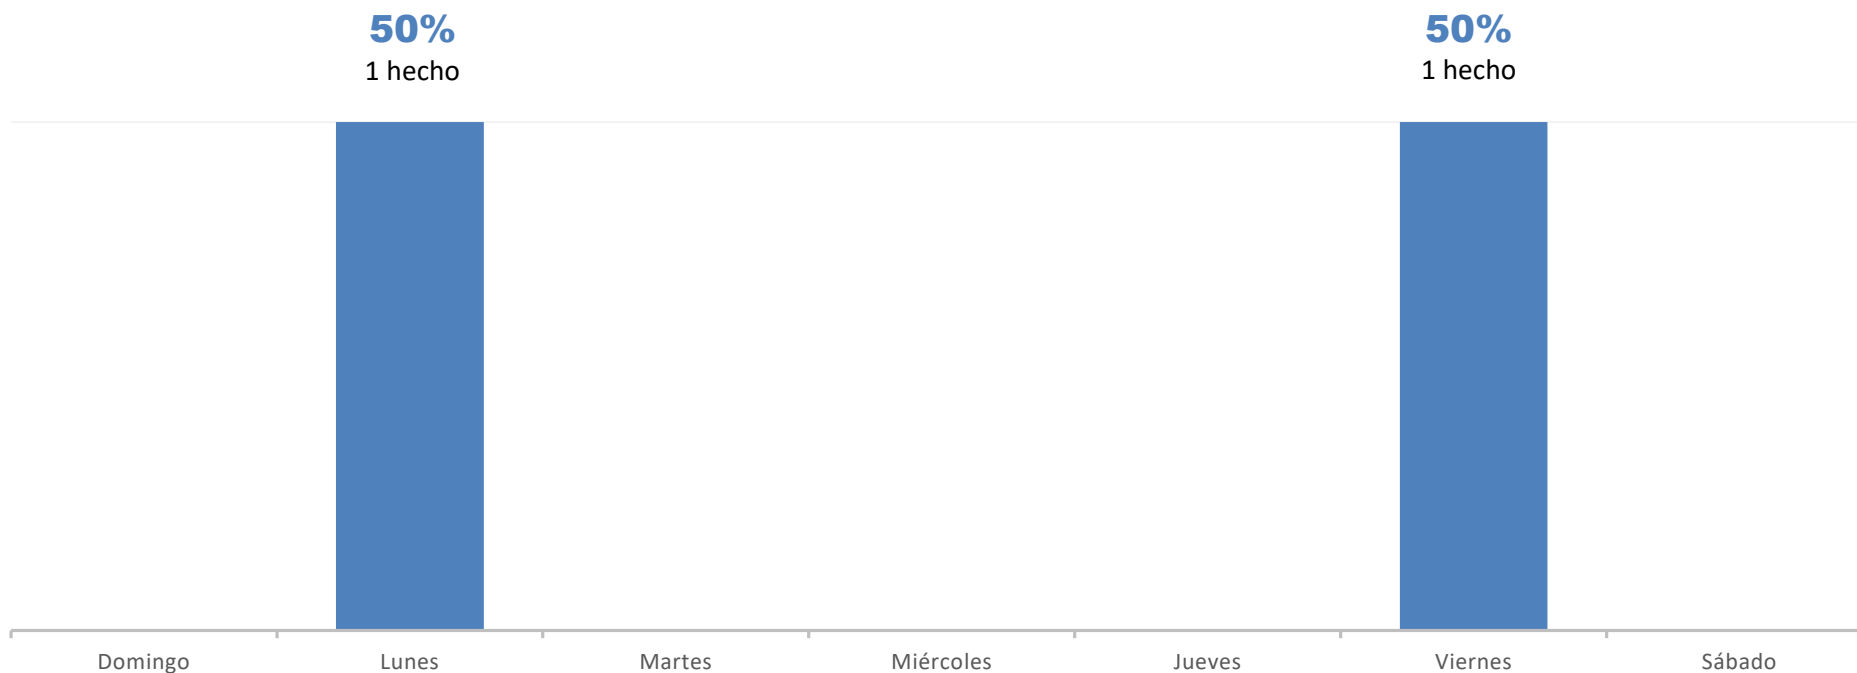 50%
1 hecho
50%
1 hecho
Domingo
Lunes
Martes
Miércoles
Jueves
Viernes
Sábado